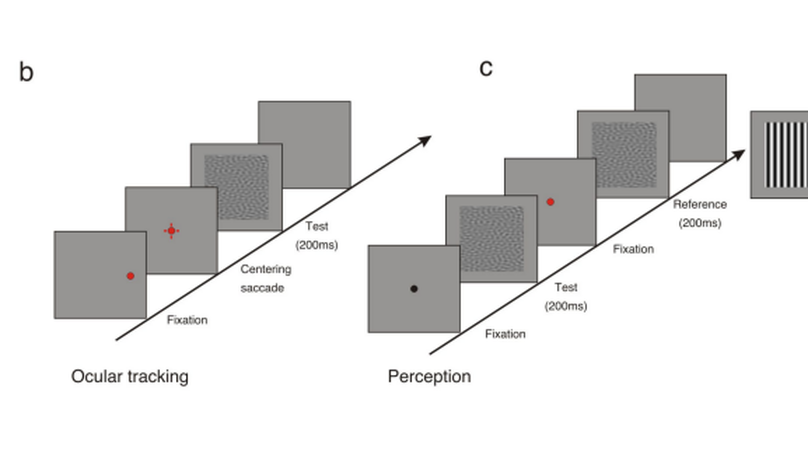 b
Test
(200ms)
Centering
saccade
Fixation
Ocular tracking
c
Reference
(200ms)
Fixation
Test
(200ms)
Fixation
Perception